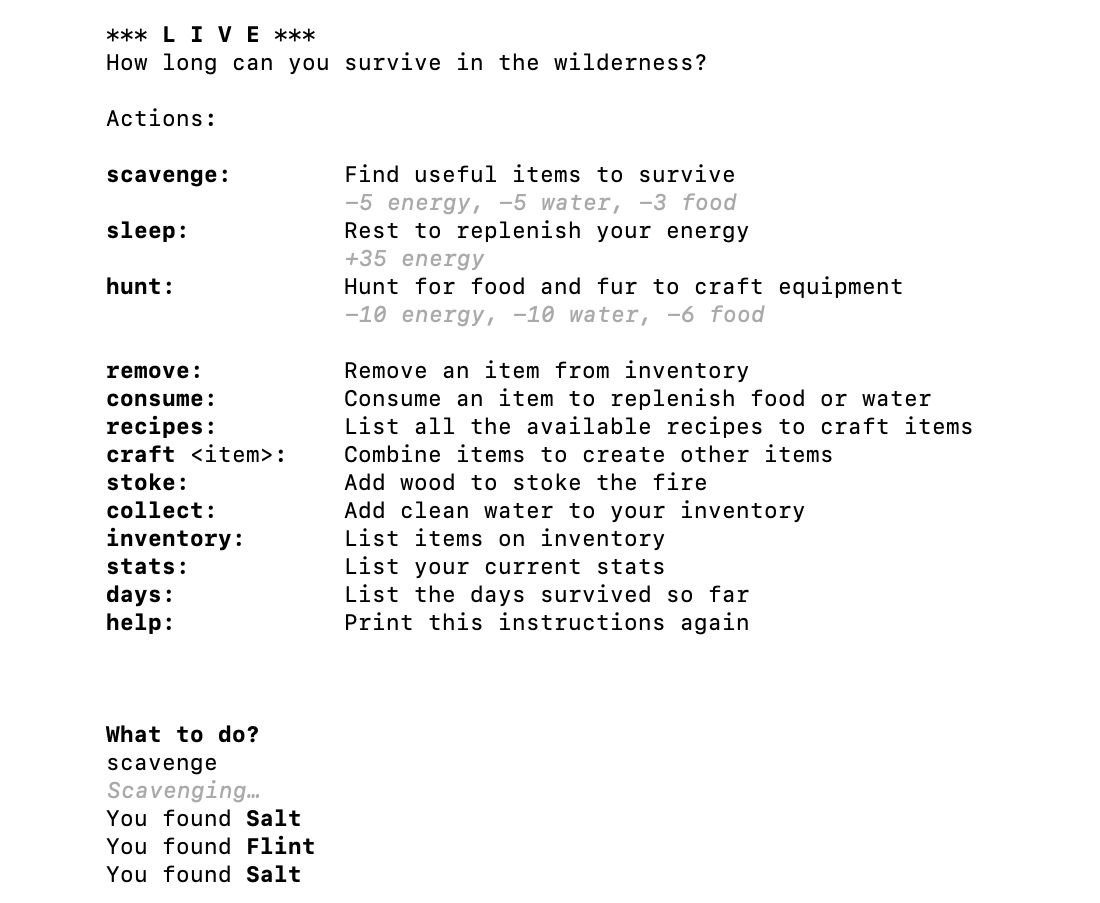 *** L I V E ***
How long can you survive in the wilderness?
Actions:
scavenge: Find useful items to survive
−5 energy, −5 water, −3 food
sleep: Rest to replenish your energy
+35 energy
hunt: Hunt for food and fur to craft equipment
−10 energy, −10 water, −6 food
remove: Remove an item from inventory
consume: Consume an item to replenish food or water
recipes: List all the available recipes to craft items
craft <item>: Combine items to create other items
stoke: Add wood to stoke the fire
collect: Add clean water to your inventory
inventory: List items on inventory
stats: List your current stats
days: List the days survived so far
help: Print this instructions again
What to do?
scavenge
Scavenging…
You found Salt
You found Flint
You found Salt